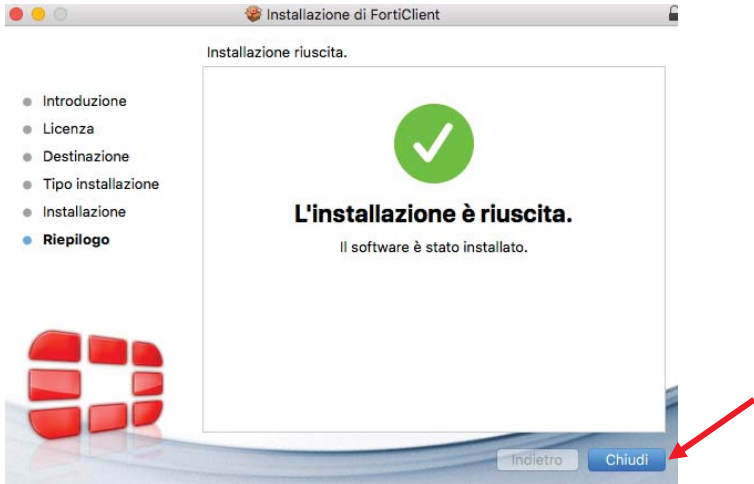 Installazione di FortiClient
Installazione riuscita.
Introduzione
Licenza
Destinazione
Tipo installazione
Installazione
Riepilogo
L'installazione è riuscita.
Il software è stato installato.
Indietro
Chiudi